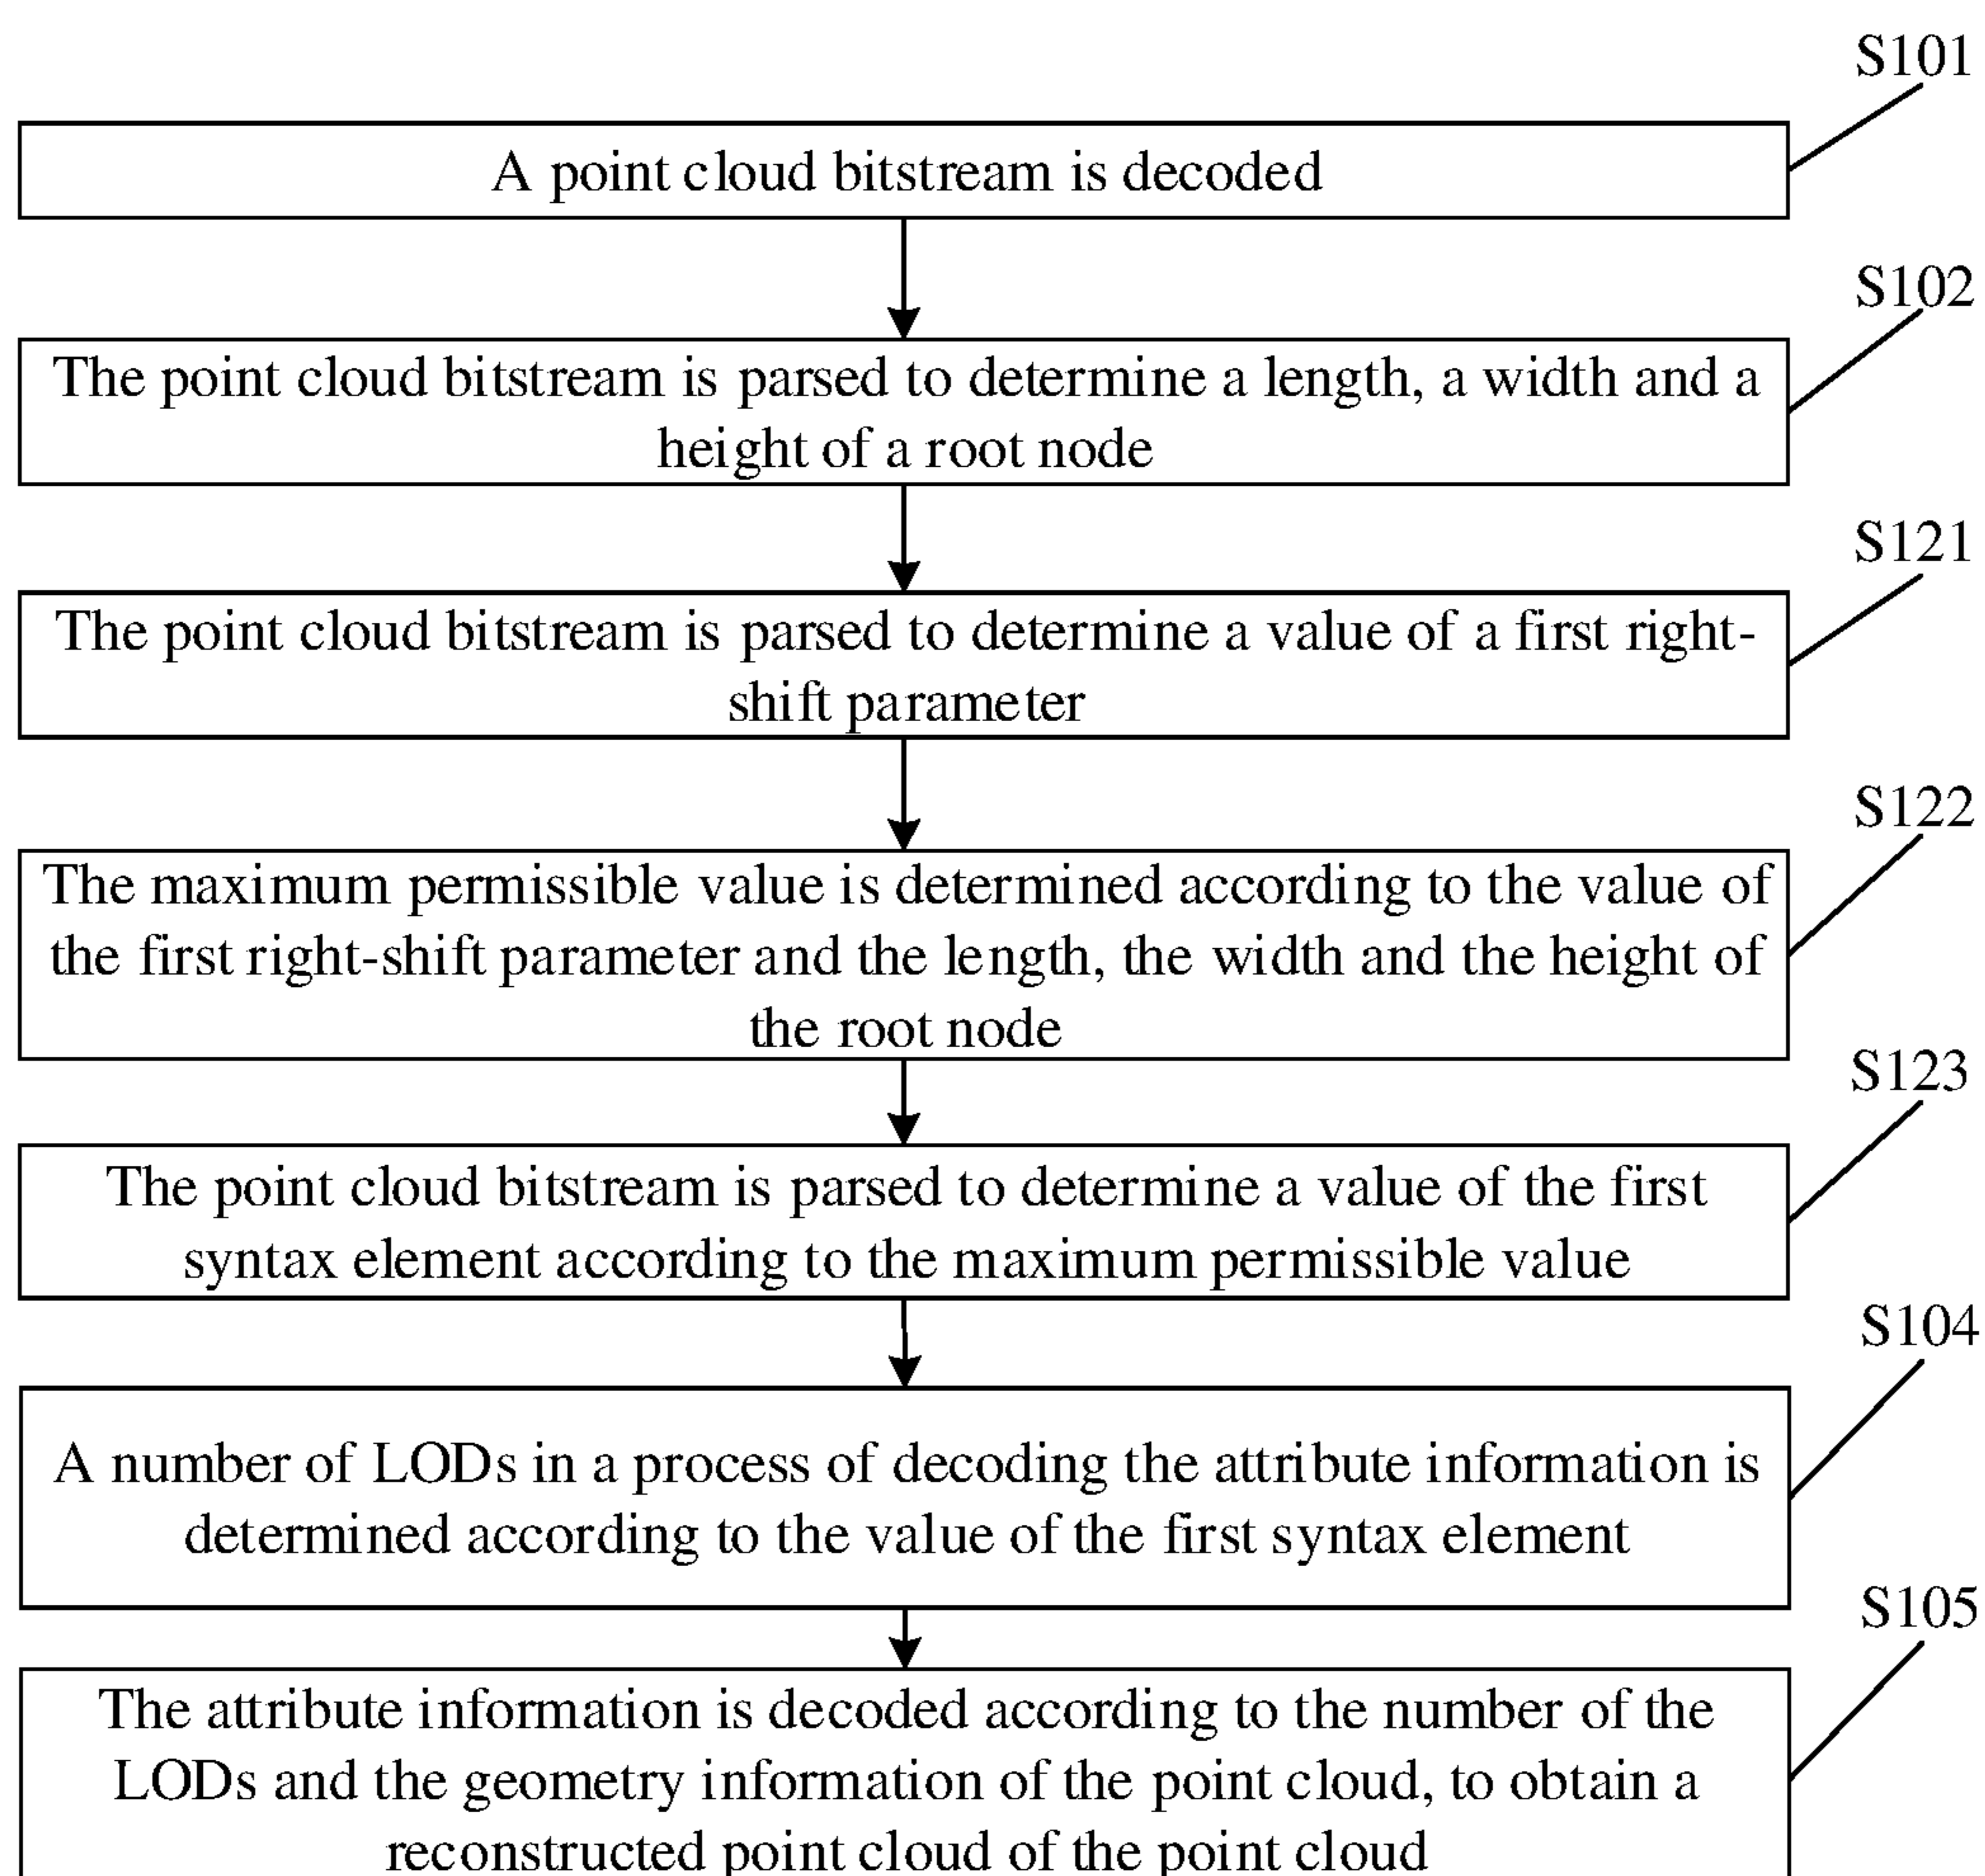 S101
A point cloud bitstream is decoded
S102
The point cloud bitstream is parsed to determine a length, a width and a
height of a root node
S121
The point cloud bitstream is parsed to determine a value of a first right-
shift parameter
S122
The maximum permissible value is determined according to the value of
the first right-shift parameter and the length, the width and the height of
the root node
S123
The point cloud bitstream is parsed to determine a value of the first
syntax element according to the maximum permissible value
S104
A number of LODs in a process of decoding the attribute information is
determined according to the value of the first syntax element
S105
The attribute information is decoded according to the number of the
LODs and the geometry information of the point cloud, to obtain a
reconstructed point cloud of the point cloud